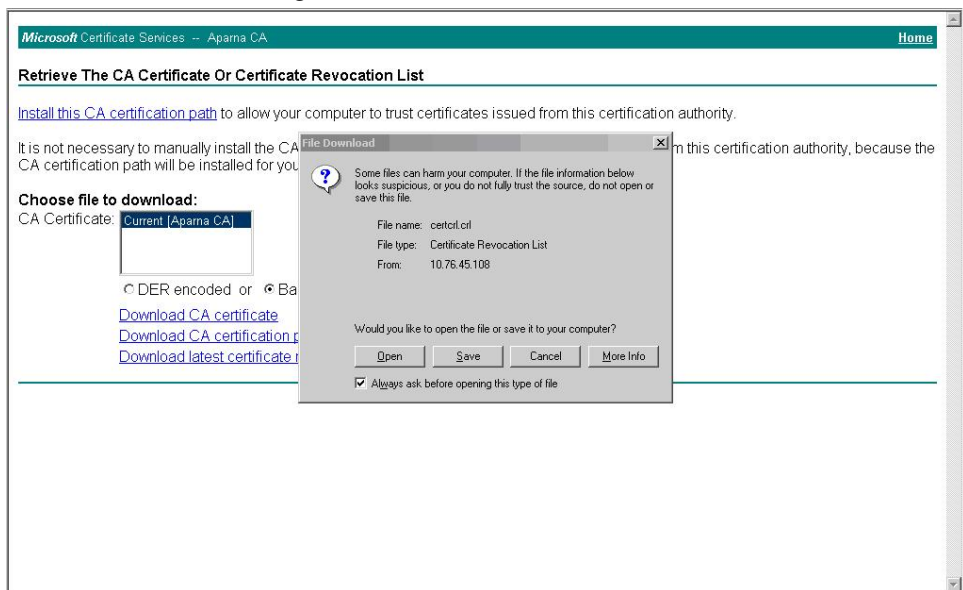 Microsoft Certificate Services -- Aparna CA Home
Retrieve The CA Certificate Or Certificate Revocation List
Install this CA certification path to allow your computer to trust certificates issued from this certification authority.
It is not necessary to manually install the CA m this certification authority, because the
CA certification path will be installed for you
Choose file to download:
CA Certificate: Current [Aparna CA]
DER encoded or Ba
Download CA certificate
Download CA certification p
Download latest certificate r
File Download
Some files can harm your computer. If the file information below
looks suspicious, or you do not fully trust the source, do not open or
save this file.
File name: certcrl.crl
File type: Certificate Revocation List
From: 10.76.45.108
Would you like to open the file or save it to your computer?
Open Save Cancel More Info
Always ask before opening this type of file